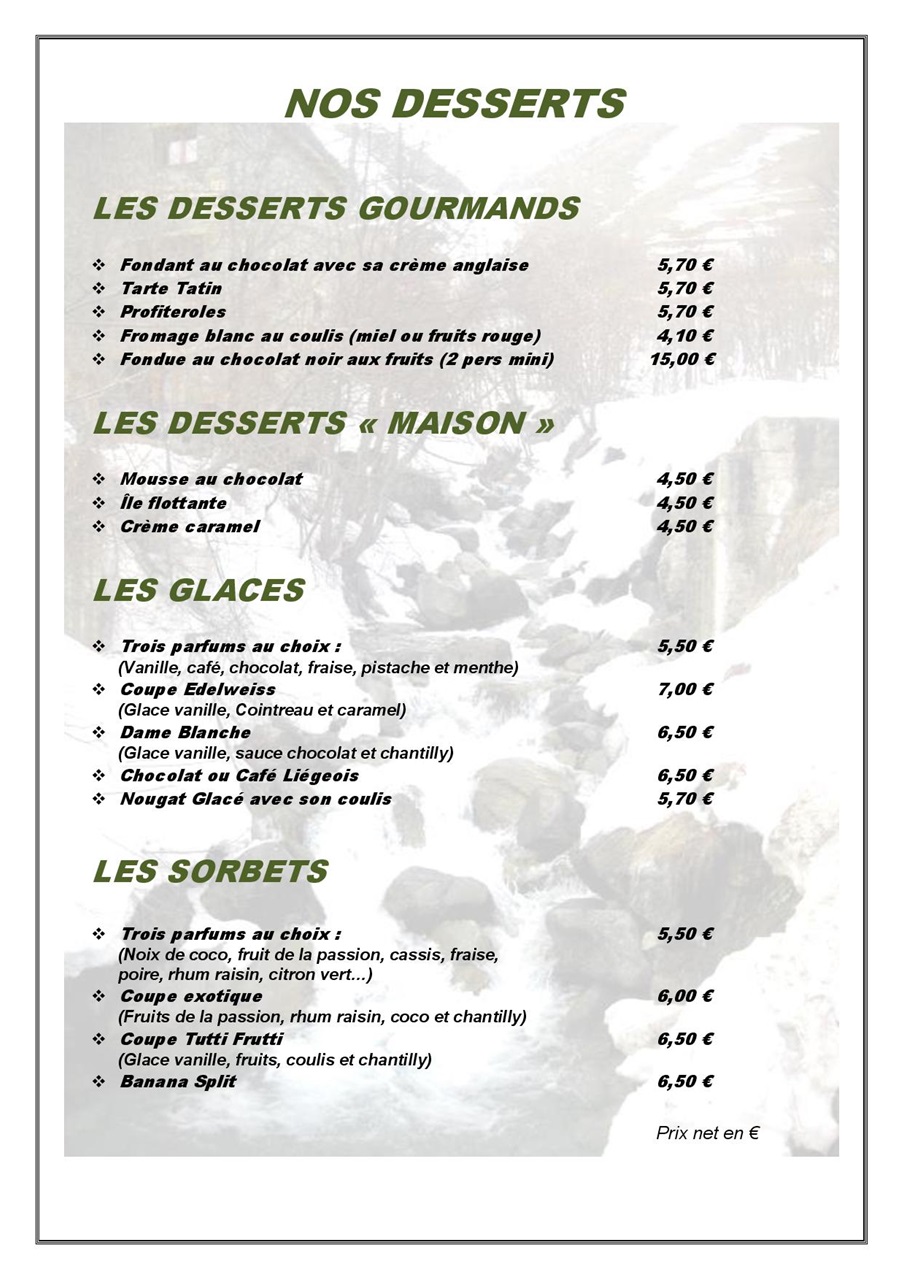 NOS DESSERTS
LES DESSERTS GOURMANDS
❖ Fondant au chocolat avec sa crème anglaise 5,70 €
❖ Tarte Tatin 5,70 €
❖ Profiteroles 5,70 €
❖ Fromage blanc au coulis (miel ou fruits rouge) 4,10 €
❖ Fondue au chocolat noir aux fruits (2 pers mini) 15,00 €
LES DESSERTS « MAISON »
❖ Mousse au chocolat 4,50 €
❖ Île flottante 4,50 €
❖ Crème caramel 4,50 €
LES GLACES
❖ Trois parfums au choix : 5,50 €
(Vanille, café, chocolat, fraise, pistache et menthe)
❖ Coupe Edelweiss 7,00 €
(Glace vanille, Cointreau et caramel)
❖ Dame Blanche 6,50 €
(Glace vanille, sauce chocolat et chantilly)
❖ Chocolat ou Café Liégeois 6,50 €
❖ Nougat Glacé avec son coulis 5,70 €
LES SORBETS
❖ Trois parfums au choix : 5,50 €
(Noix de coco, fruit de la passion, cassis, fraise,
poire, rhum raisin, citron vert…)
❖ Coupe exotique 6,00 €
(Fruits de la passion, rhum raisin, coco et chantilly)
❖ Coupe Tutti Frutti 6,50 €
(Glace vanille, fruits, coulis et chantilly)
❖ Banana Split 6,50 €
Prix net en €